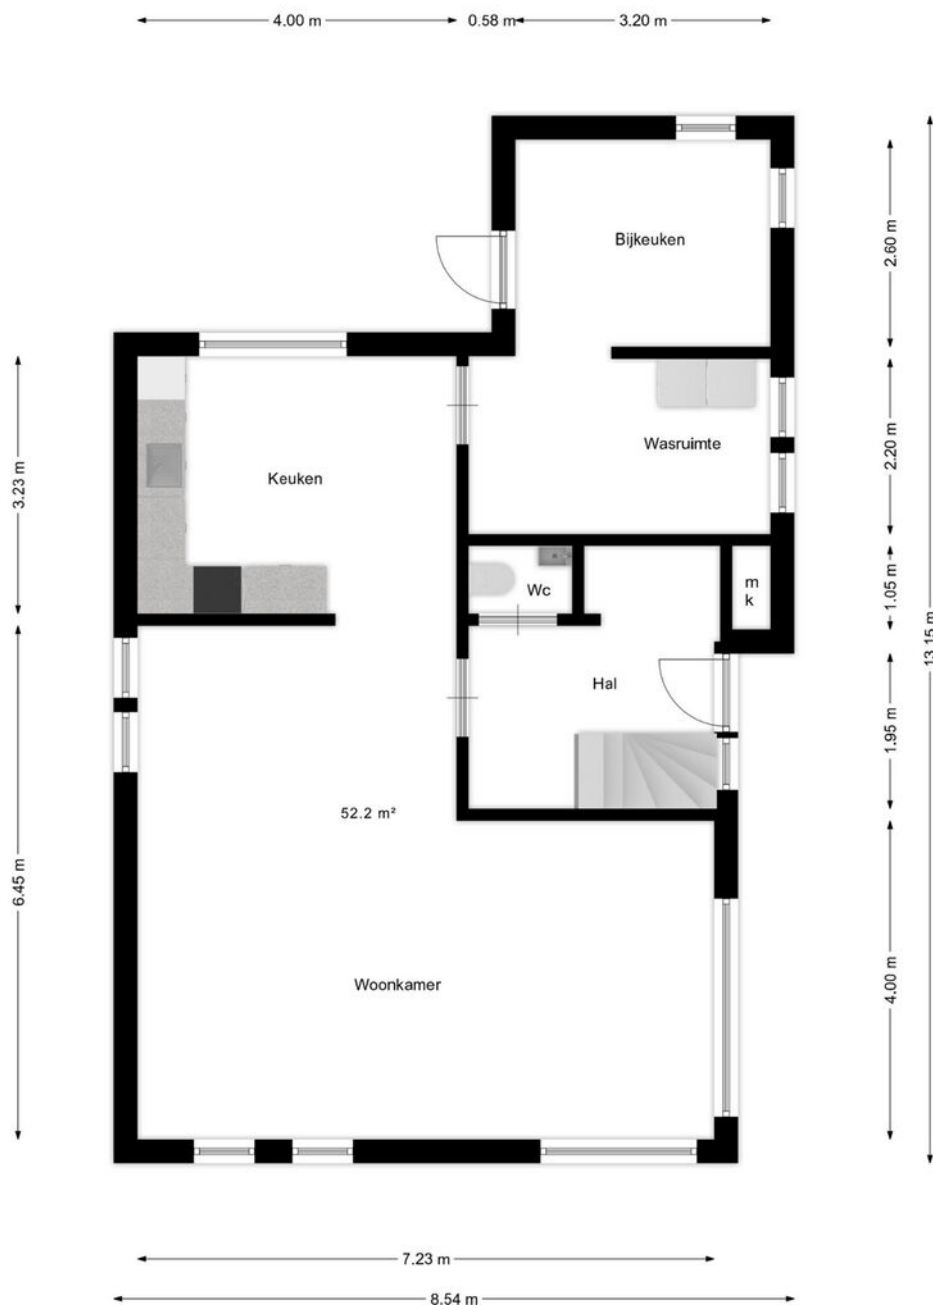 4.00 m
0.58 m
3.20 m
Bijkeuken
2.60 m
Keuken
Wasruimte
3.23 m
2.20 m
Wc
m
k
1.05 m
13.15 m
Hal
1.95 m
52.2 m²
6.45 m
Woonkamer
4.00 m
7.23 m
8.54 m